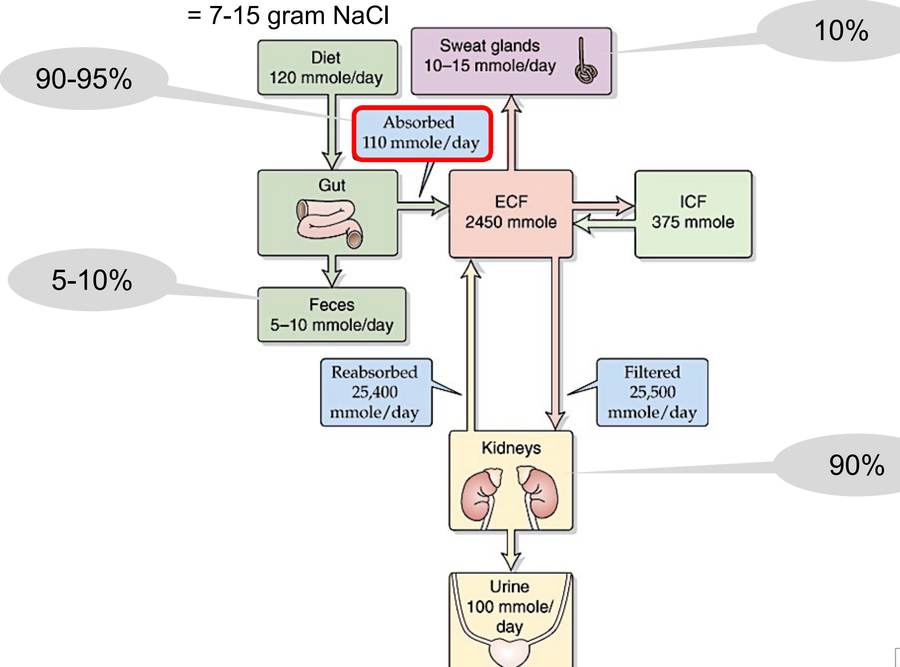 = 7-15 gram NaCl
Diet
120 mmole/day
Sweat glands
10–15 mmole/day
10%
90-95%
Absorbed
110 mmole/day
Gut
ECF
2450 mmole
ICF
375 mmole
5-10%
Feces
5–10 mmole/day
Reabsorbed
25,400
mmole/day
Filtered
25,500
mmole/day
Kidneys
90%
Urine
100 mmole/
day